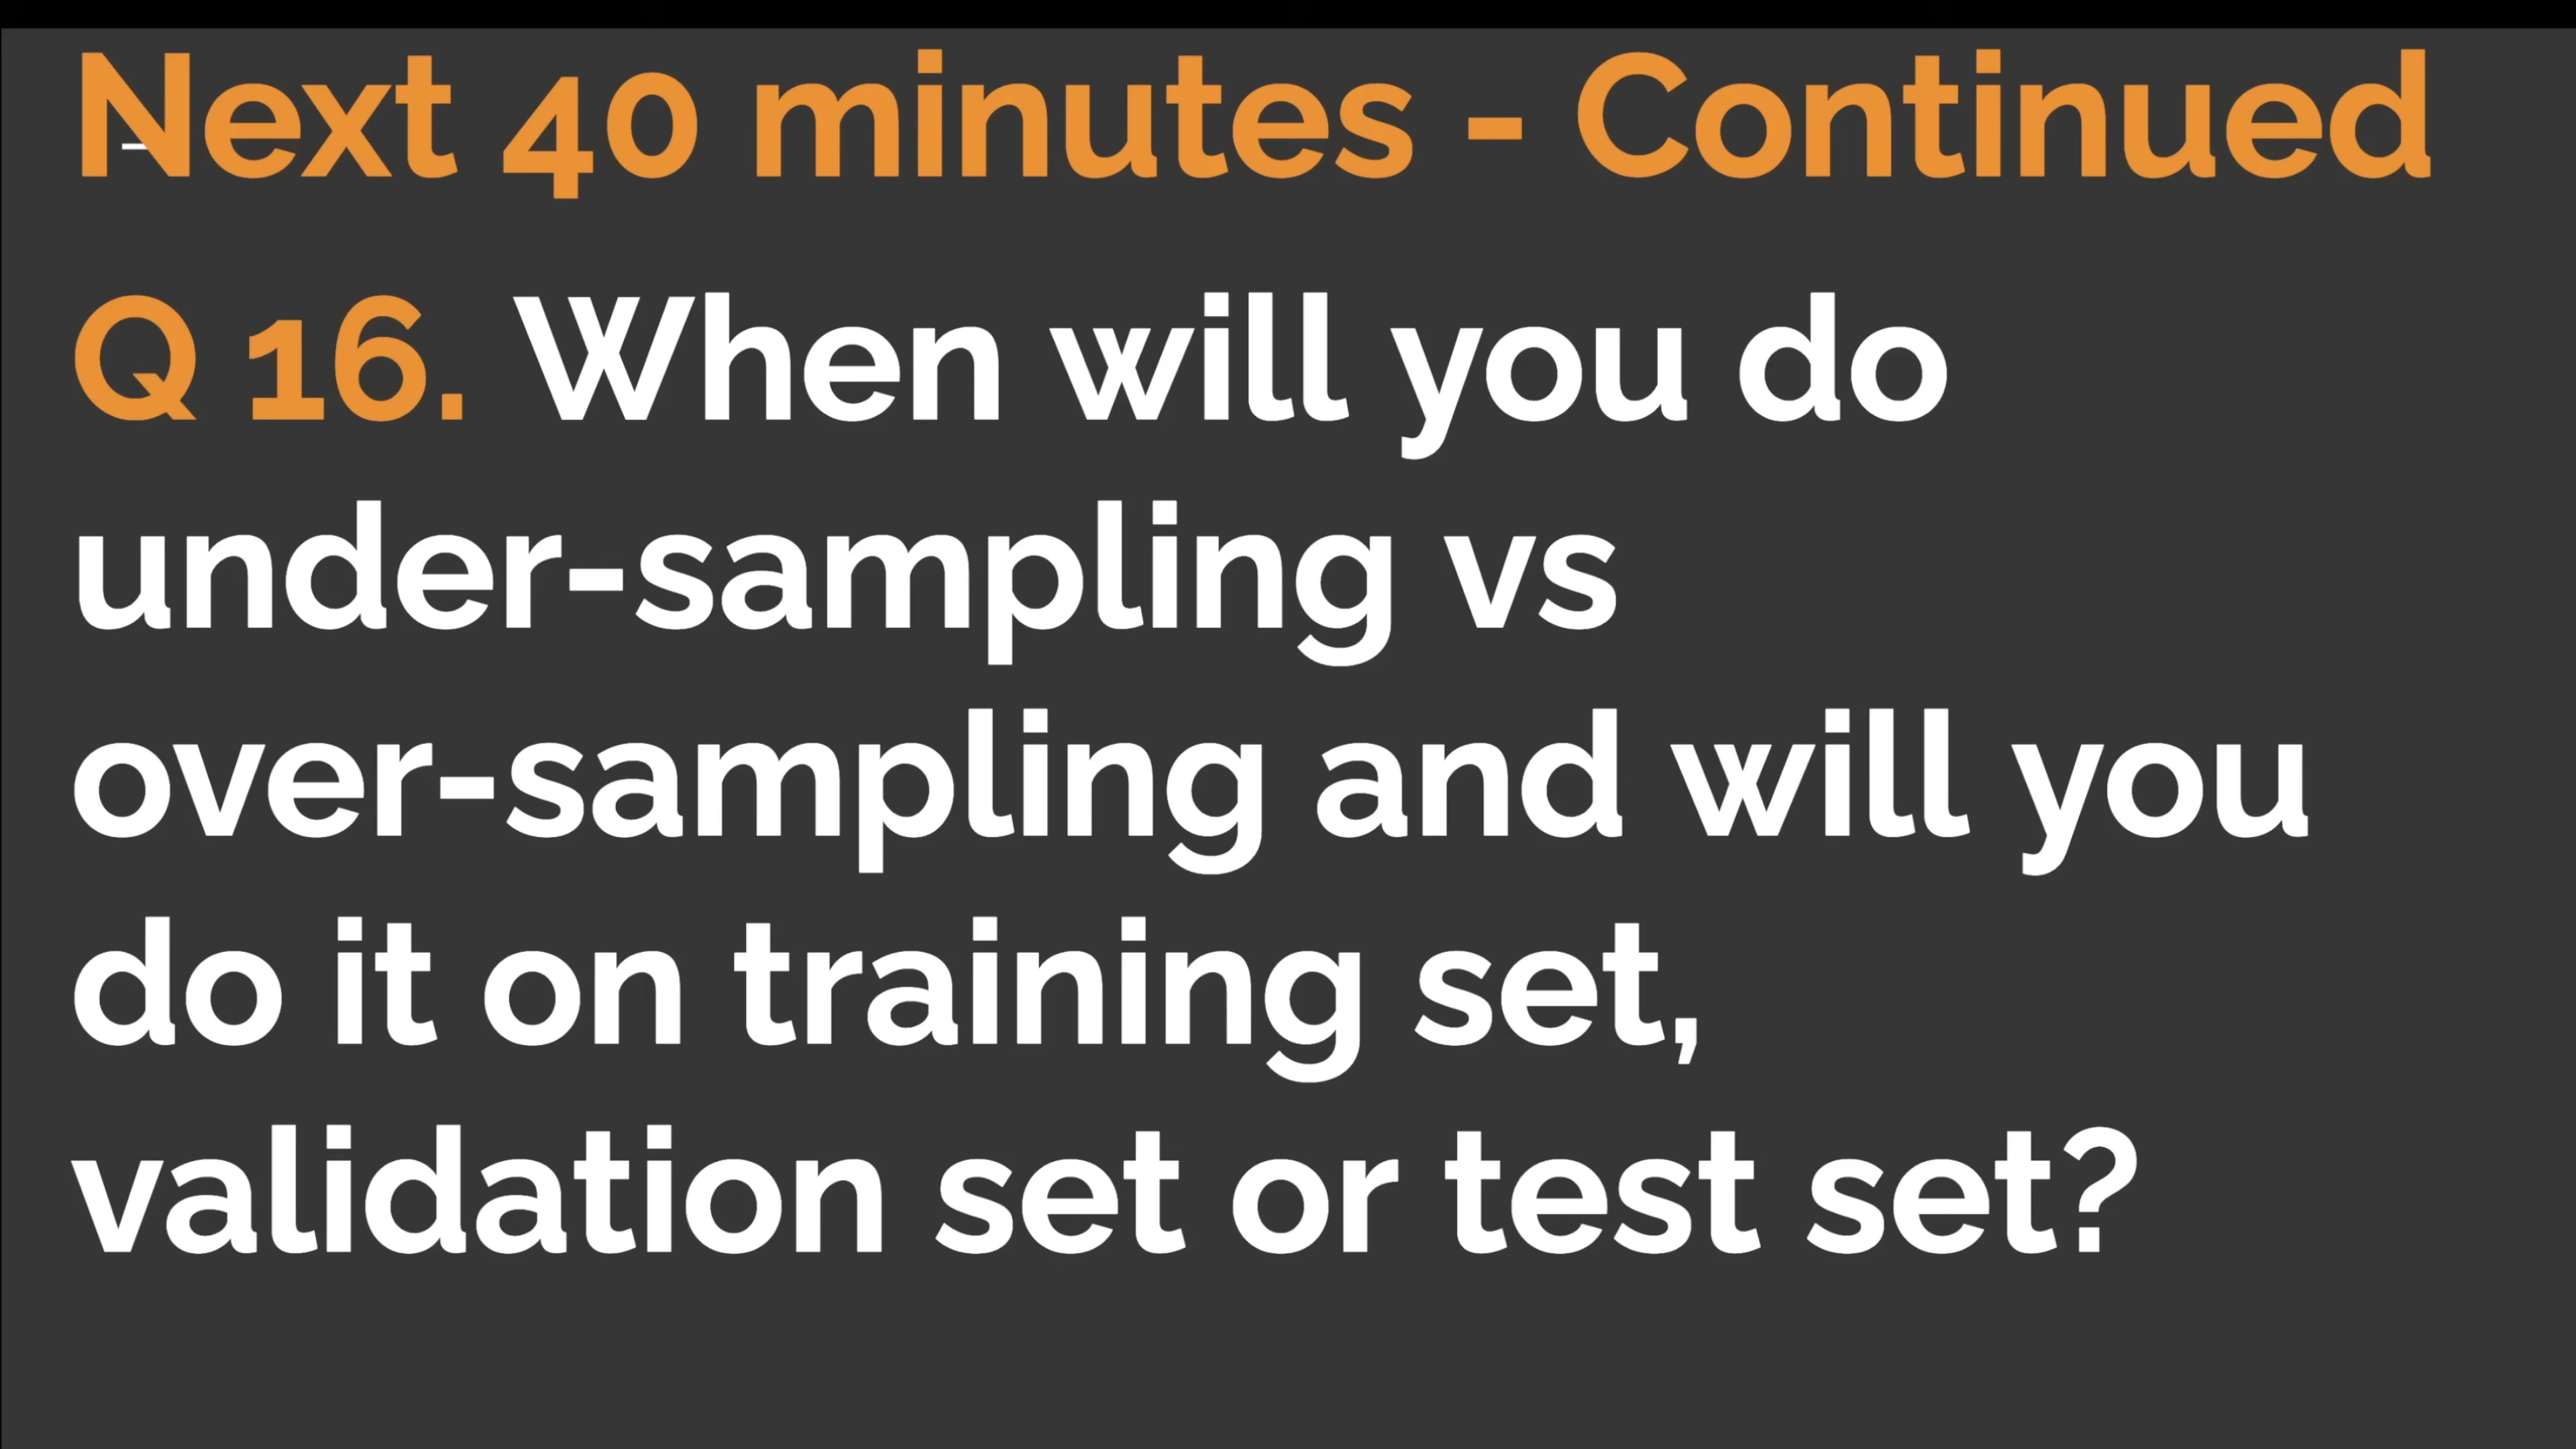 Next 40 minutes - Continued
Q 16. When will you do
under-sampling vs
over-sampling and will you
do it on training set,
validation set or test set?